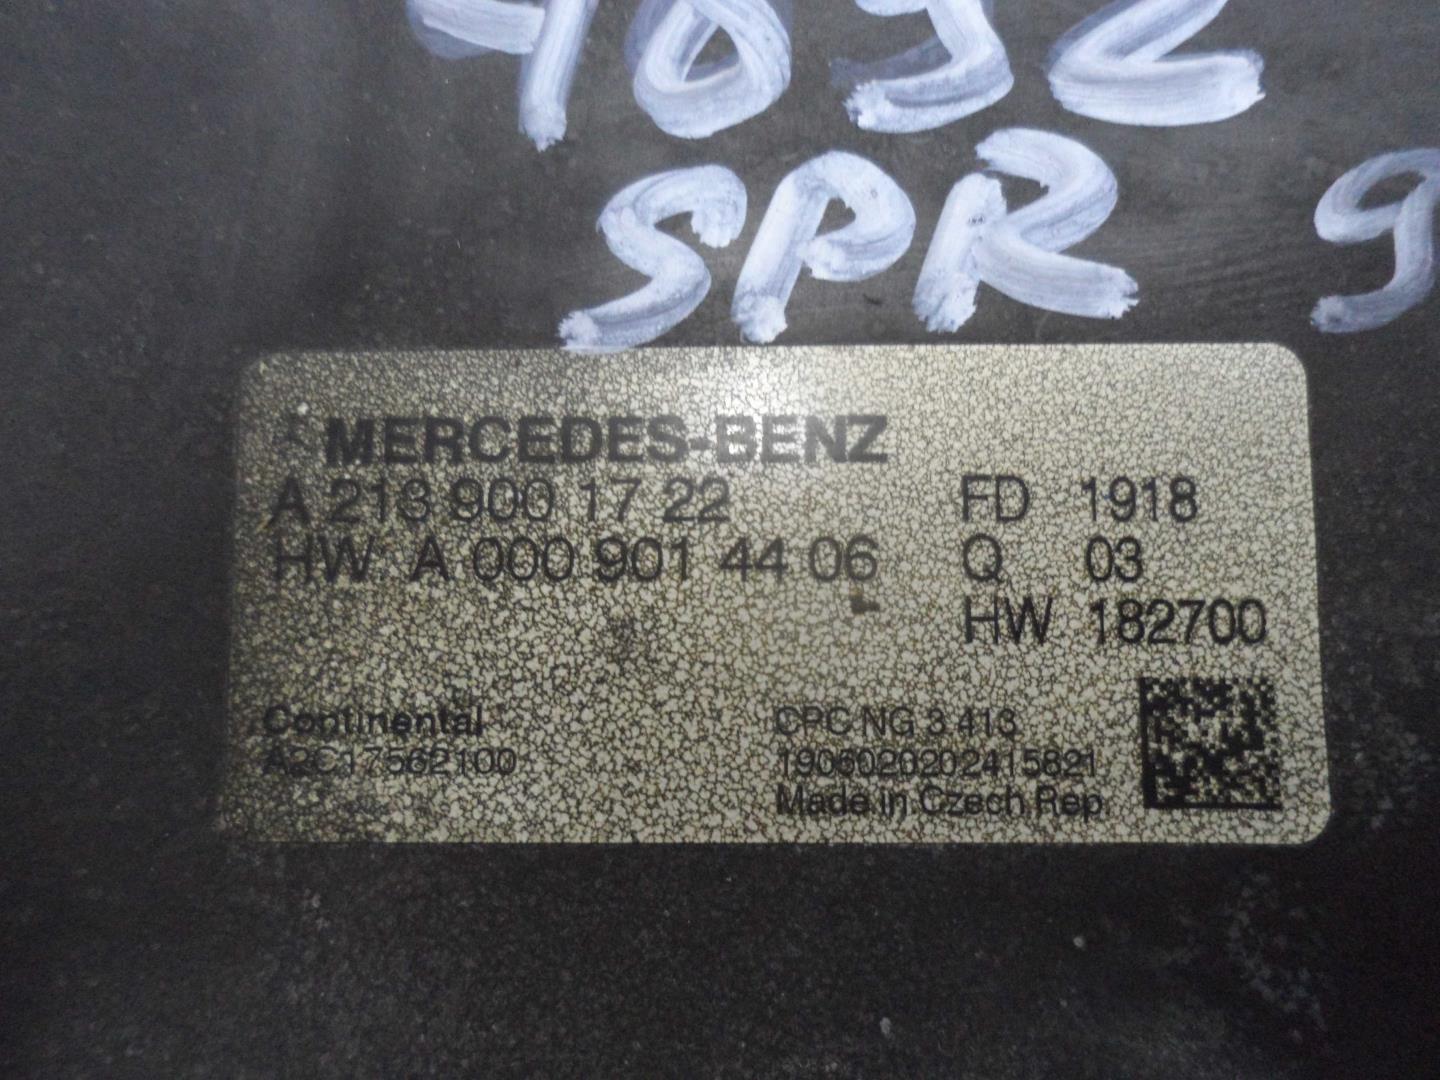 4092
SPR 9
MERCEDES-BENZ
A 213 900 17 22 FD 1918
HW A 000 901 44 06 Q 03
HW 182700
Continental CPC NG 3.413
A2C17562100 1906020202415821
Made in Czech Rep